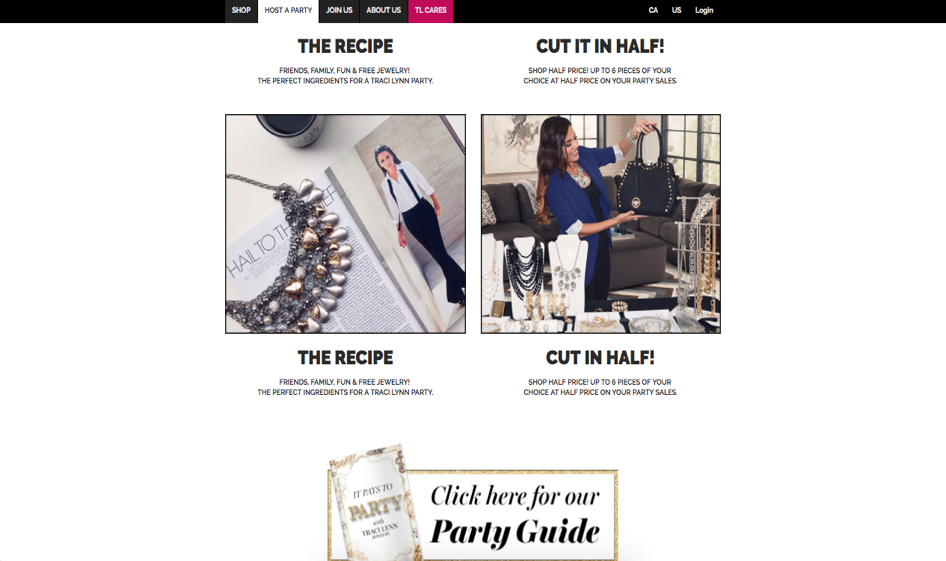 SHOP HOST A PARTY JOIN US ABOUT US TL CARES CA US Login
THE RECIPE
FRIENDS, FAMILY, FUN & FREE JEWELRY!
THE PERFECT INGREDIENTS FOR A TRACI LYNN PARTY.
CUT IT IN HALF!
SHOP HALF PRICE! UP TO 6 PIECES OF YOUR
CHOICE AT HALF PRICE ON YOUR PARTY SALES.
HAIL TO THE
THE RECIPE
FRIENDS, FAMILY, FUN & FREE JEWELRY!
THE PERFECT INGREDIENTS FOR A TRACI LYNN PARTY.
CUT IN HALF!
SHOP HALF PRICE! UP TO 6 PIECES OF YOUR
CHOICE AT HALF PRICE ON YOUR PARTY SALES.
IT PAYS TO
PARTY
with
TRACI LYNN
JEWELRY
Click here for our
Party Guide